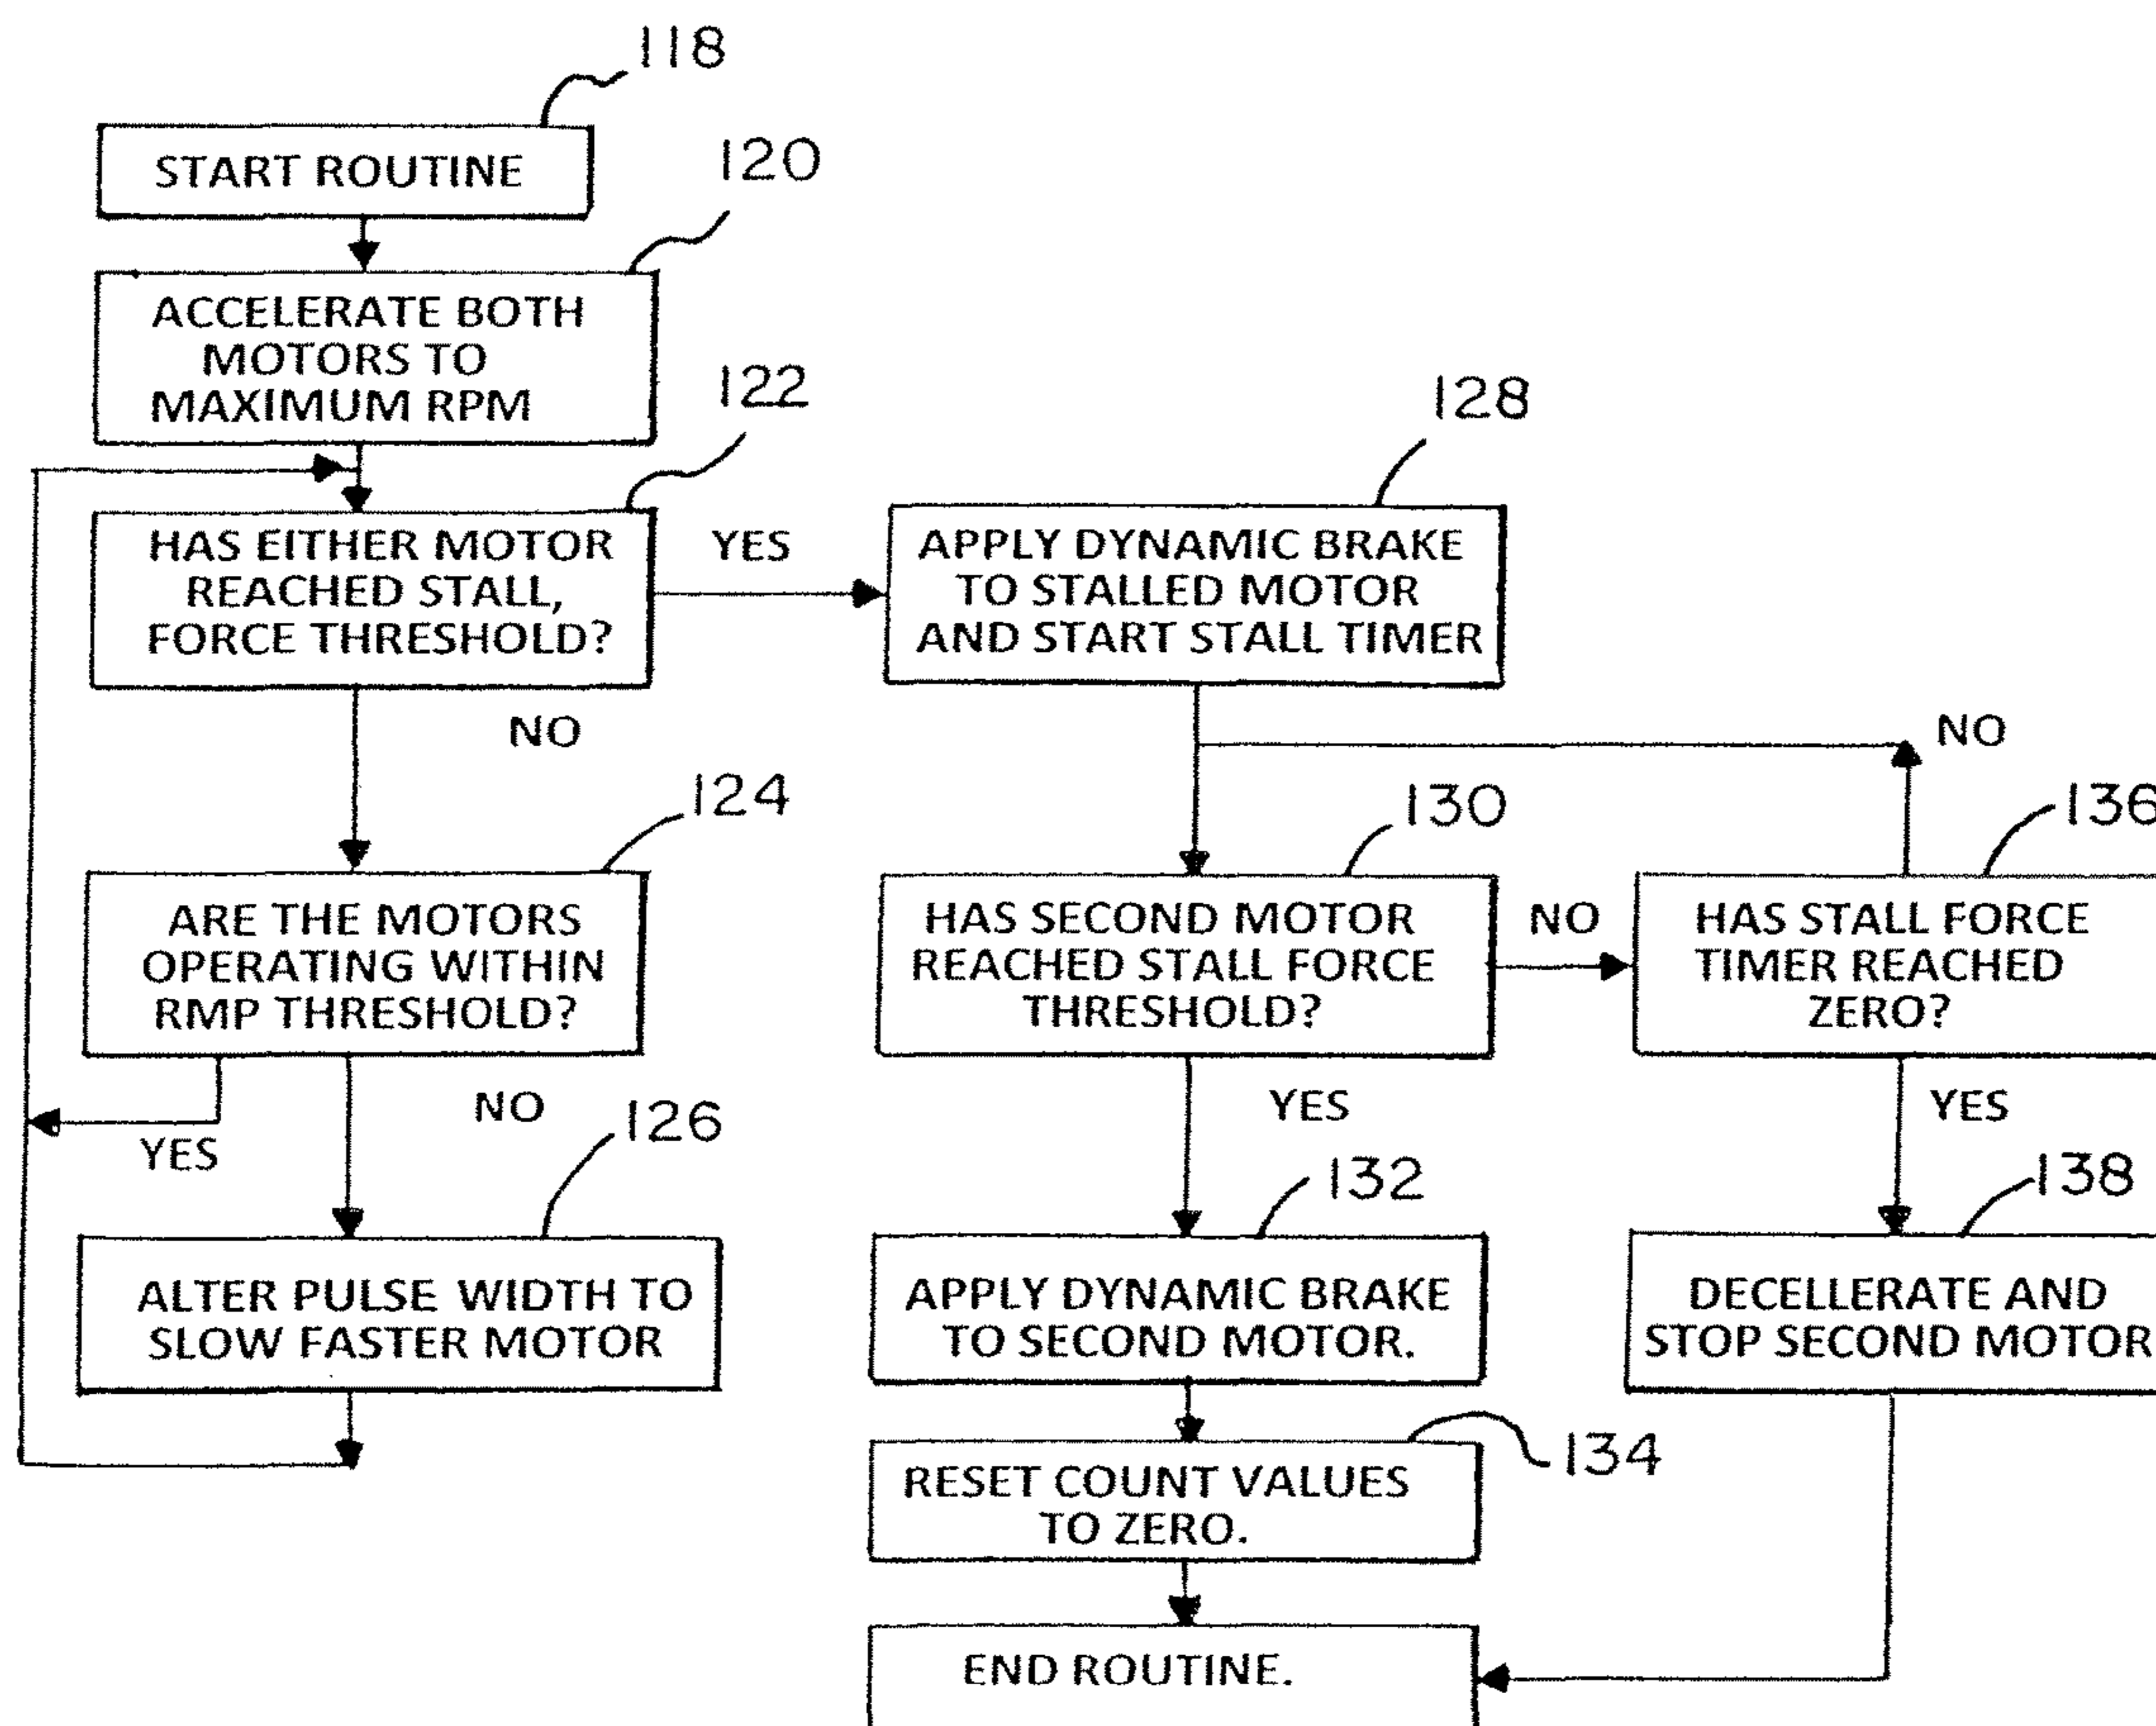 118
START ROUTINE
120
ACCELERATE BOTH
MOTORS TO
MAXIMUM RPM
122
HAS EITHER MOTOR
REACHED STALL,
FORCE THRESHOLD?
YES
NO
128
APPLY DYNAMIC BRAKE
TO STALLED MOTOR
AND START STALL TIMER
124
ARE THE MOTORS
OPERATING WITHIN
RMP THRESHOLD?
YES
NO
126
ALTER PULSE WIDTH TO
SLOW FASTER MOTOR
130
HAS SECOND MOTOR
REACHED STALL FORCE
THRESHOLD?
NO
YES
136
HAS STALL FORCE
TIMER REACHED
ZERO?
NO
YES
132
APPLY DYNAMIC BRAKE
TO SECOND MOTOR.
138
DECELLERATE AND
STOP SECOND MOTOR
134
RESET COUNT VALUES
TO ZERO.
END ROUTINE.